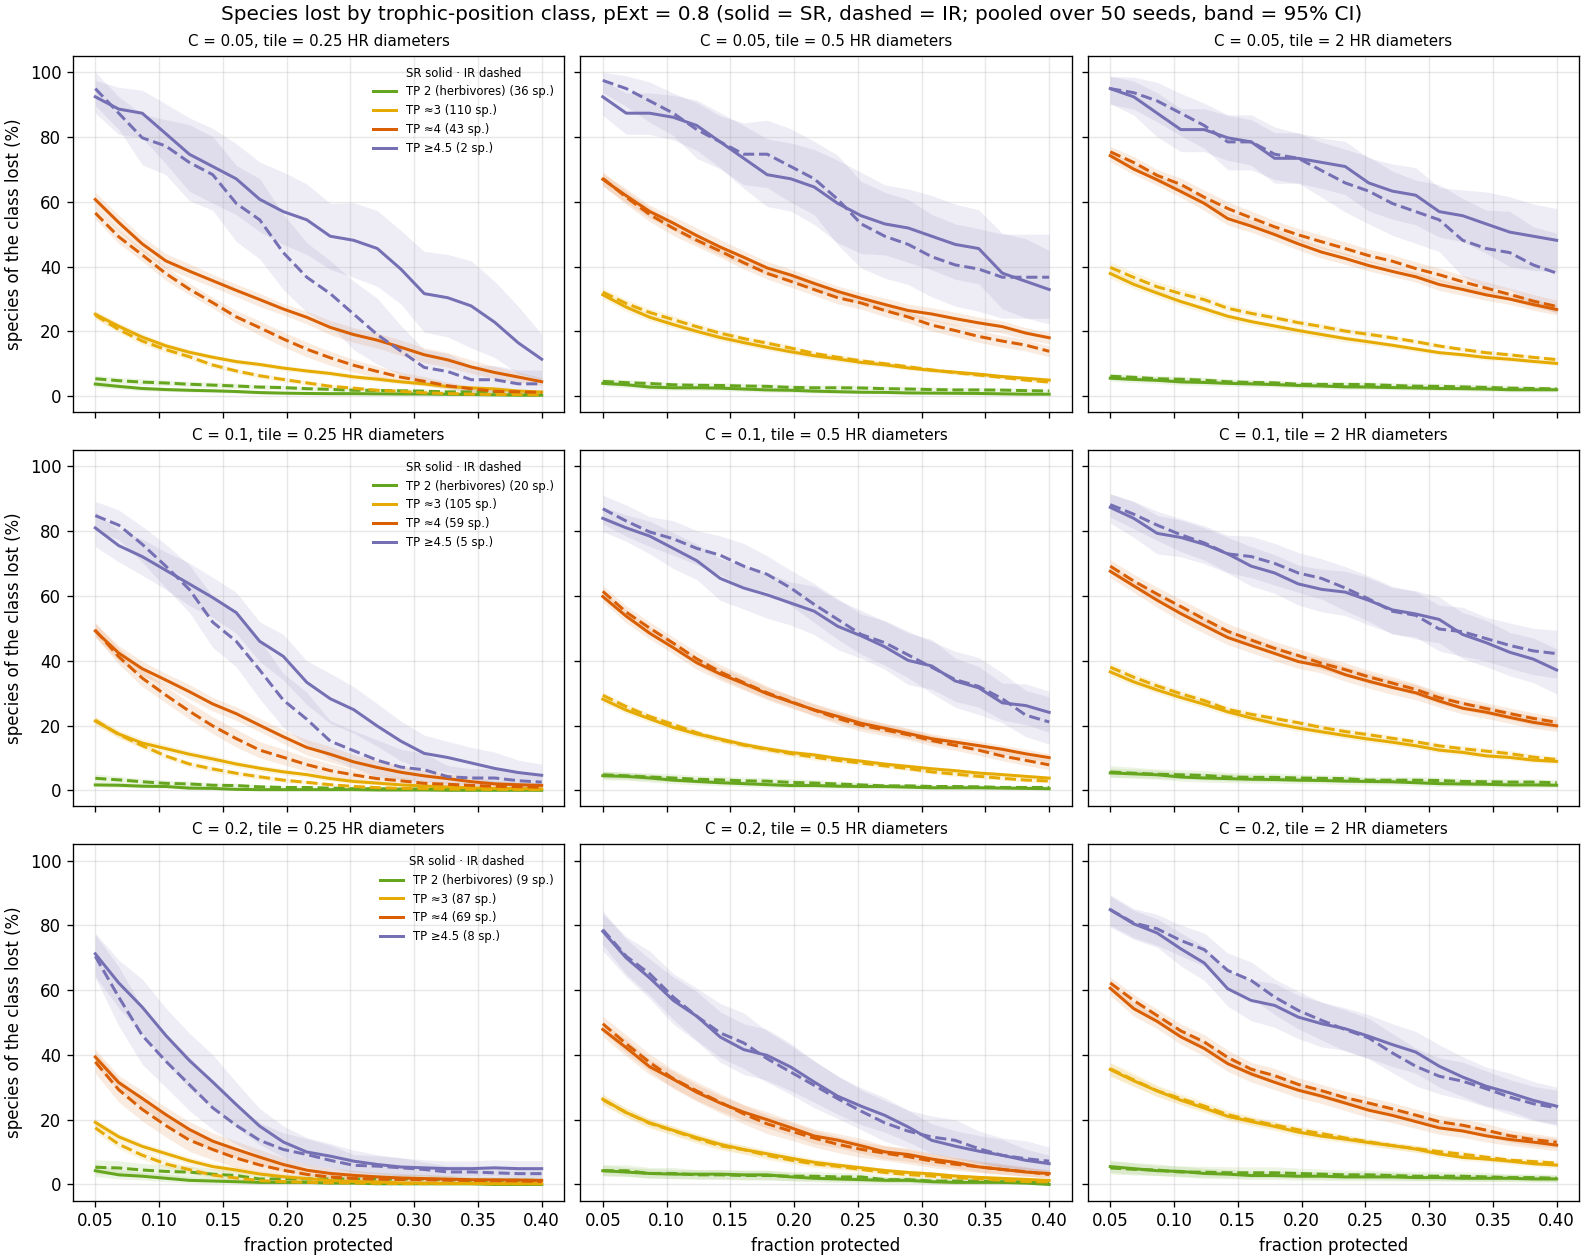 Species lost by trophic-position class, pExt = 0.8 (solid = SR, dashed = IR; pooled over 50 seeds, band = 95% CI)
C = 0.05, tile = 0.25 HR diameters
C = 0.05, tile = 0.5 HR diameters
C = 0.05, tile = 2 HR diameters
species of the class lost (%)
100
80
60
40
20
0
SR solid · IR dashed
TP 2 (herbivores) (36 sp.)
TP ≈3 (110 sp.)
TP ≈4 (43 sp.)
TP ≥4.5 (2 sp.)
C = 0.1, tile = 0.25 HR diameters
C = 0.1, tile = 0.5 HR diameters
C = 0.1, tile = 2 HR diameters
species of the class lost (%)
100
80
60
40
20
0
SR solid · IR dashed
TP 2 (herbivores) (20 sp.)
TP ≈3 (105 sp.)
TP ≈4 (59 sp.)
TP ≥4.5 (5 sp.)
C = 0.2, tile = 0.25 HR diameters
C = 0.2, tile = 0.5 HR diameters
C = 0.2, tile = 2 HR diameters
species of the class lost (%)
100
80
60
40
20
0
SR solid · IR dashed
TP 2 (herbivores) (9 sp.)
TP ≈3 (87 sp.)
TP ≈4 (69 sp.)
TP ≥4.5 (8 sp.)
0.05 0.10 0.15 0.20 0.25 0.30 0.35 0.40
0.05 0.10 0.15 0.20 0.25 0.30 0.35 0.40
0.05 0.10 0.15 0.20 0.25 0.30 0.35 0.40
fraction protected
fraction protected
fraction protected